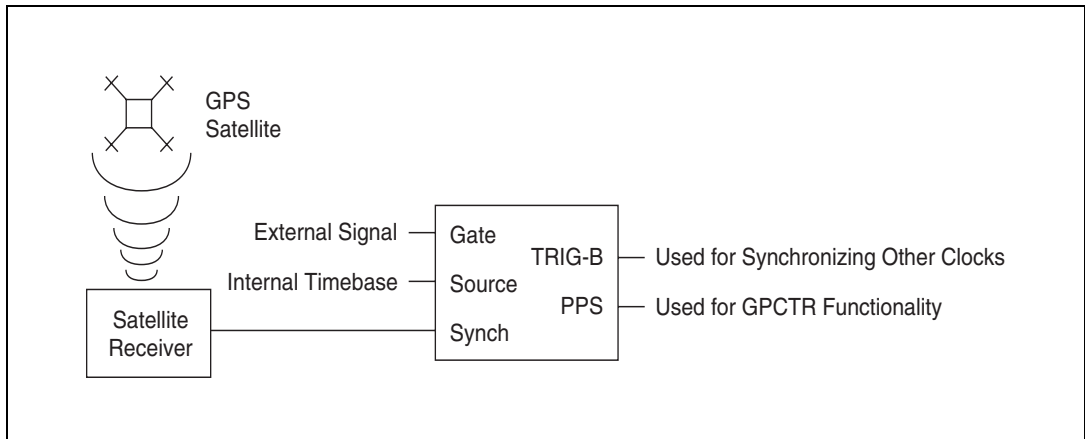 GPS
Satellite
External Signal
Internal Timebase
Satellite
Receiver
Gate
Source
Synch
TRIG-B
PPS
Used for Synchronizing Other Clocks
Used for GPCTR Functionality